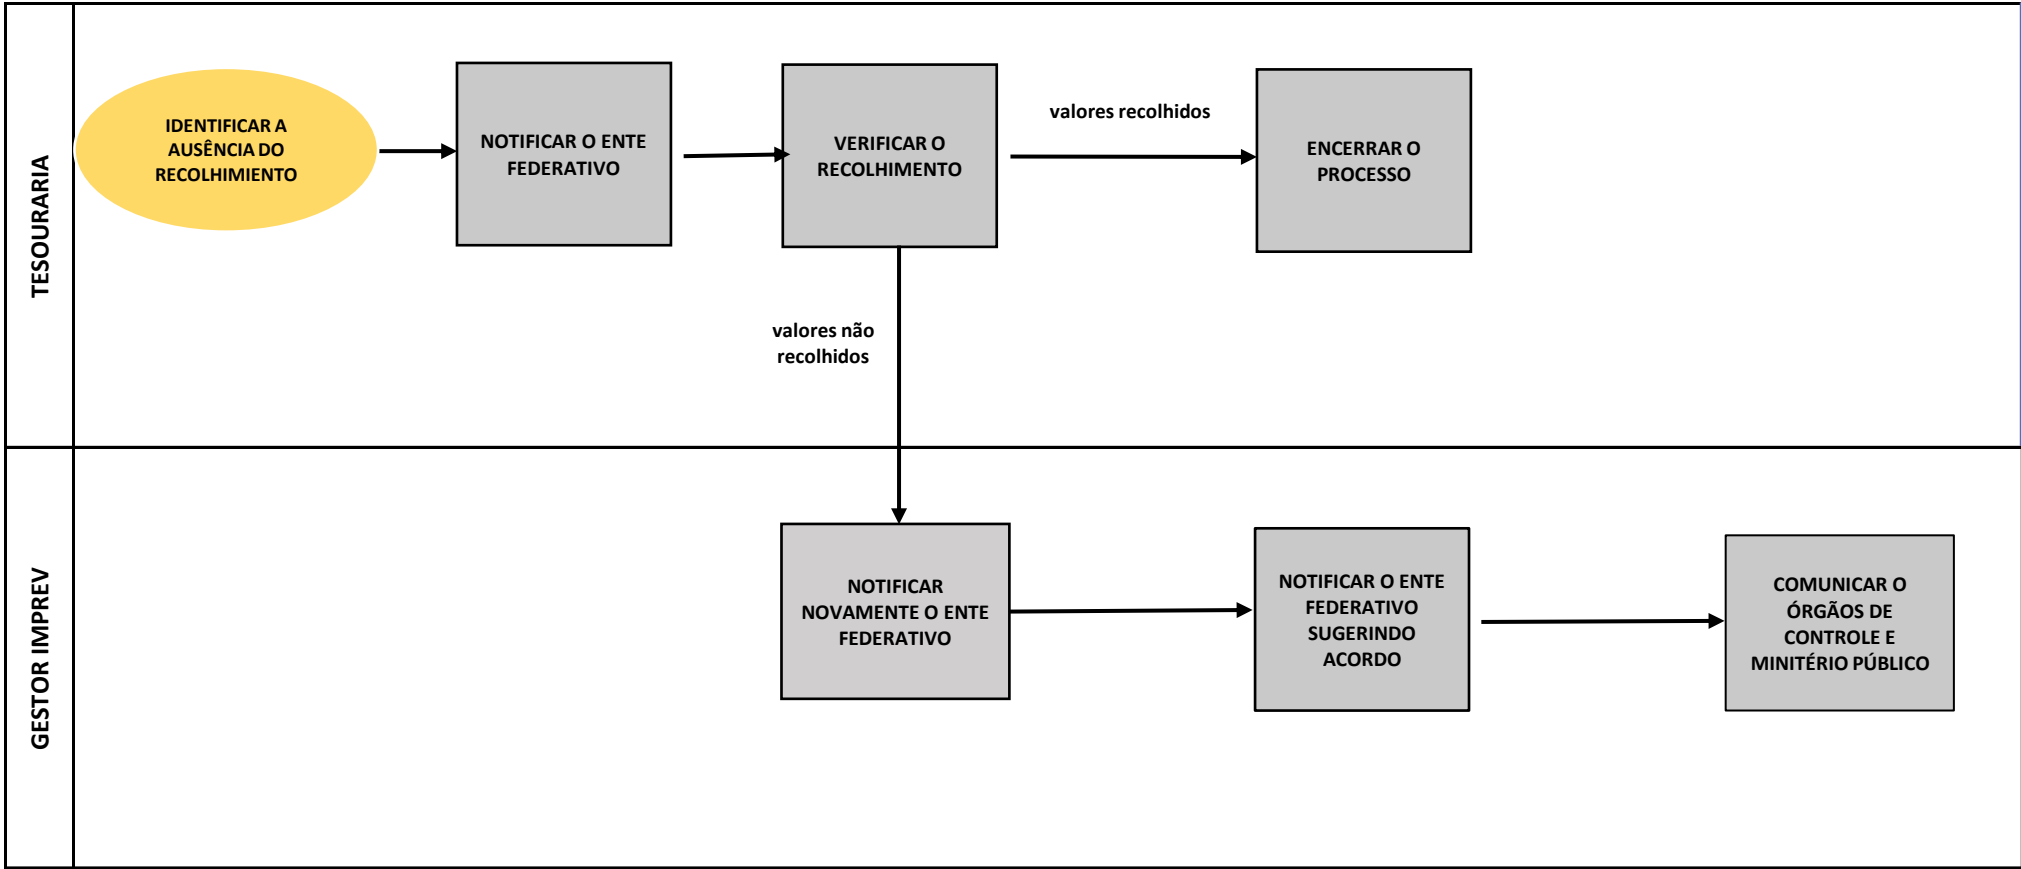 TESOURARIA
IDENTIFICAR A
AUSÊNCIA DO
RECOLHIMIENTO
NOTIFICAR O ENTE
FEDERATIVO
VERIFICAR O
RECOLHIMENTO
valores recolhidos
ENCERRAR O
PROCESSO
valores não
recolhidos
GESTOR IMPREV
NOTIFICAR
NOVAMENTE O ENTE
FEDERATIVO
NOTIFICAR O ENTE
FEDERATIVO
SUGERINDO
ACORDO
COMUNICAR O
ÓRGÃOS DE
CONTROLE E
MINITÉRIO PÚBLICO